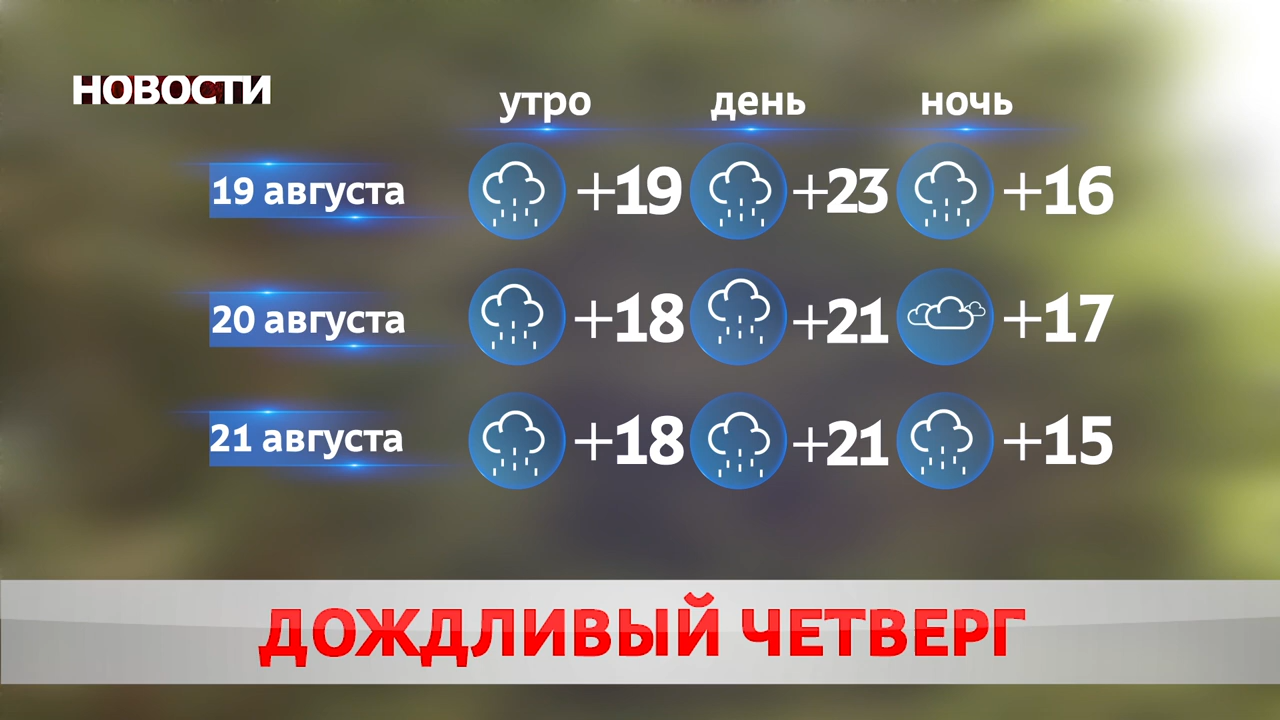 НОВОСТИ
утро день ночь
19 августа +19 +23 +16
20 августа +18 +21 +17
21 августа +18 +21 +15
ДОЖДЛИВЫЙ ЧЕТВЕРГ